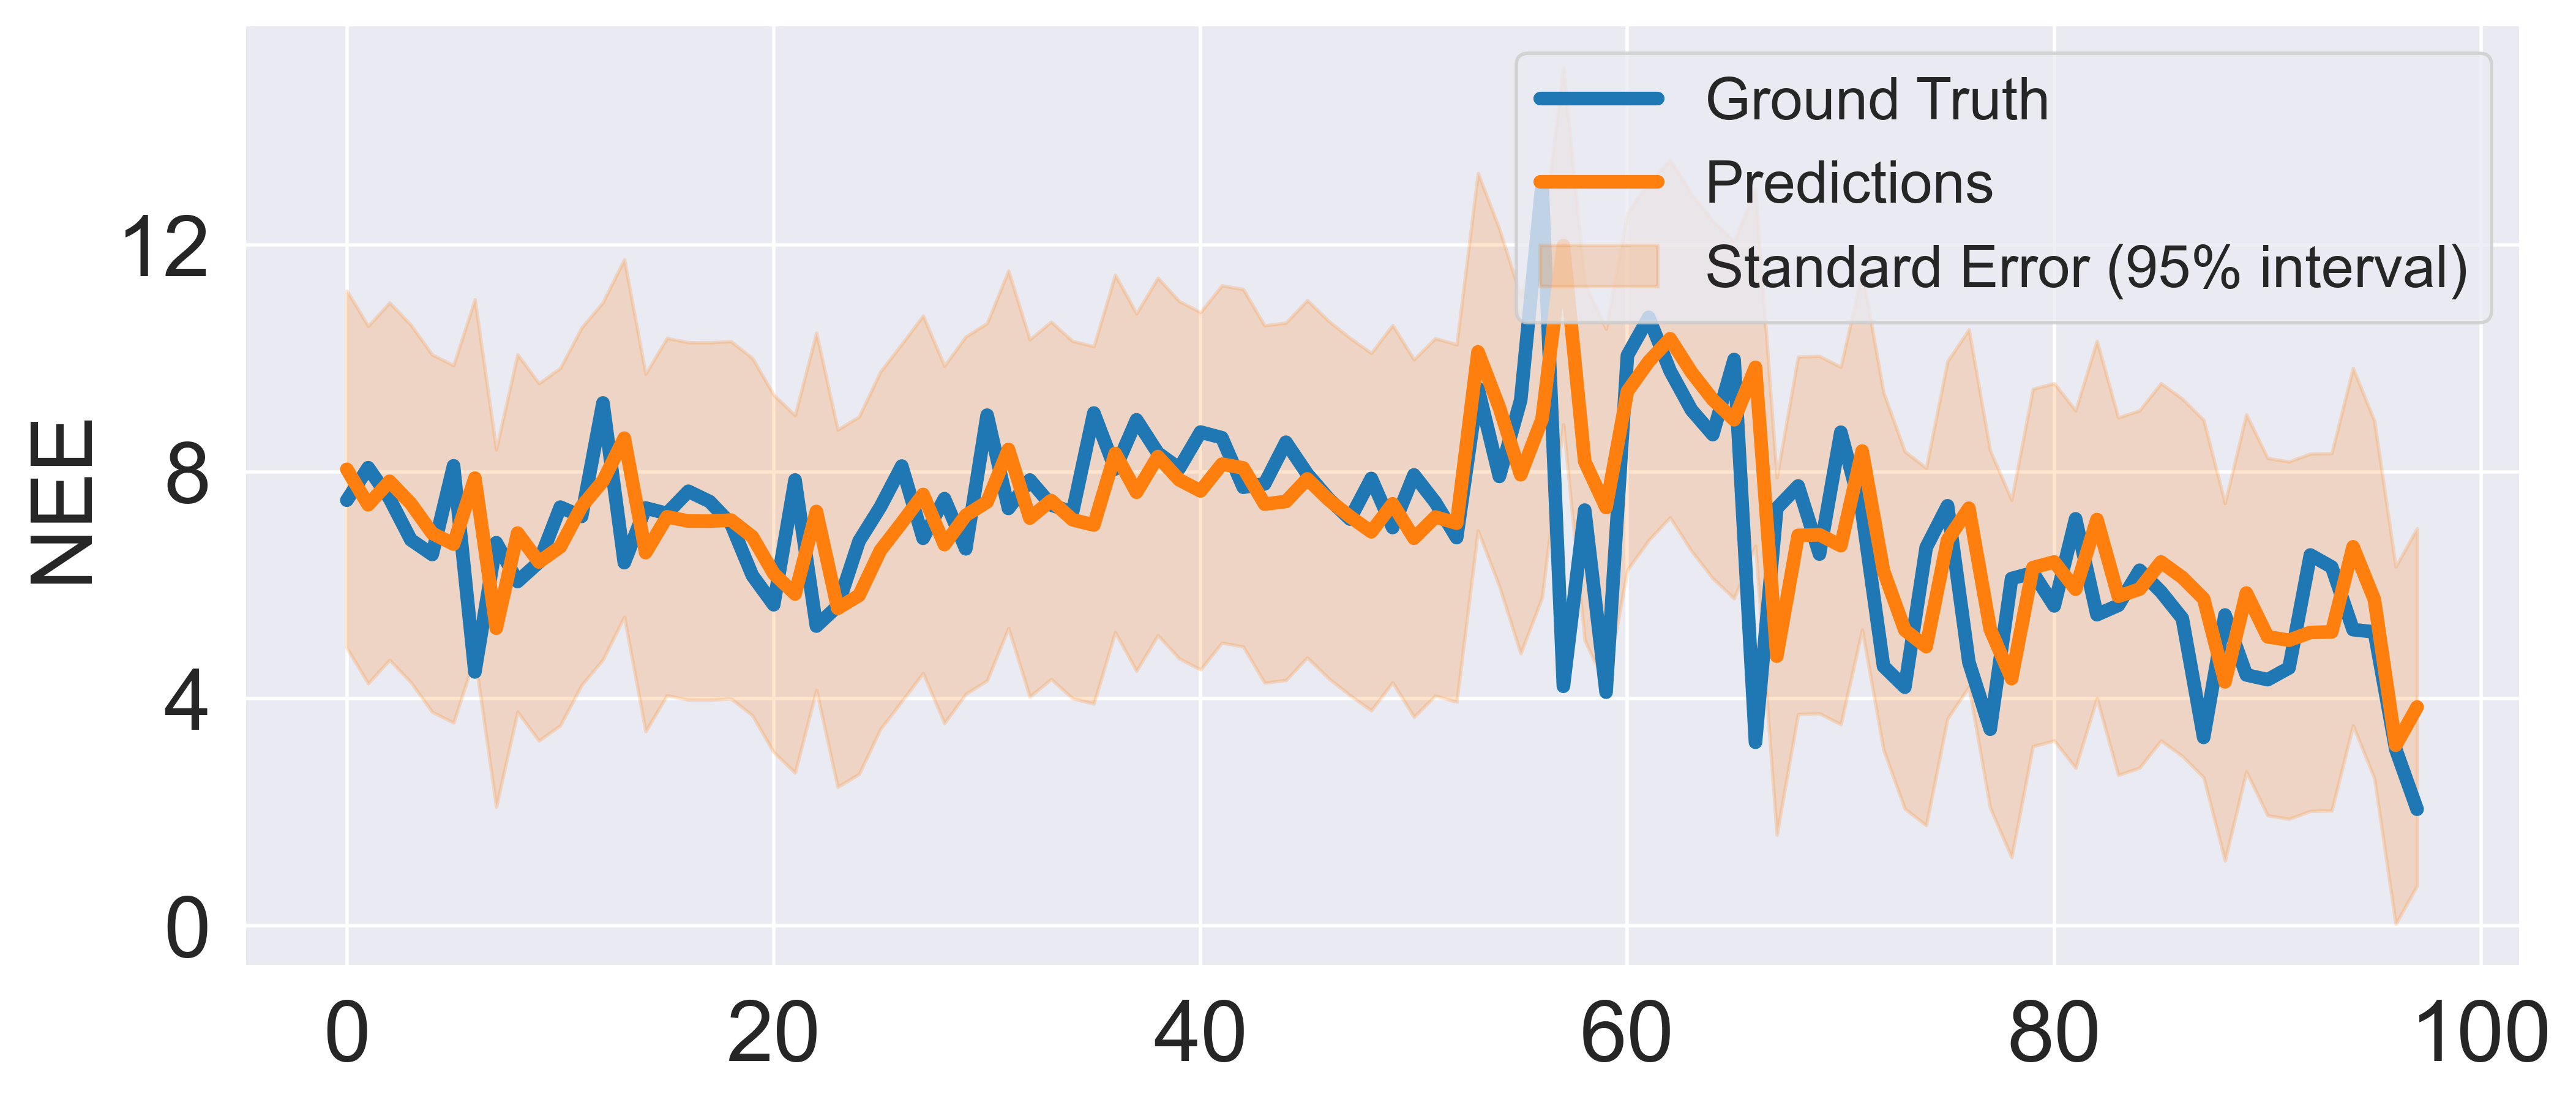 Ground Truth
Predictions
Standard Error (95% interval)
NEE
12
8
4
0
0 20 40 60 80 100